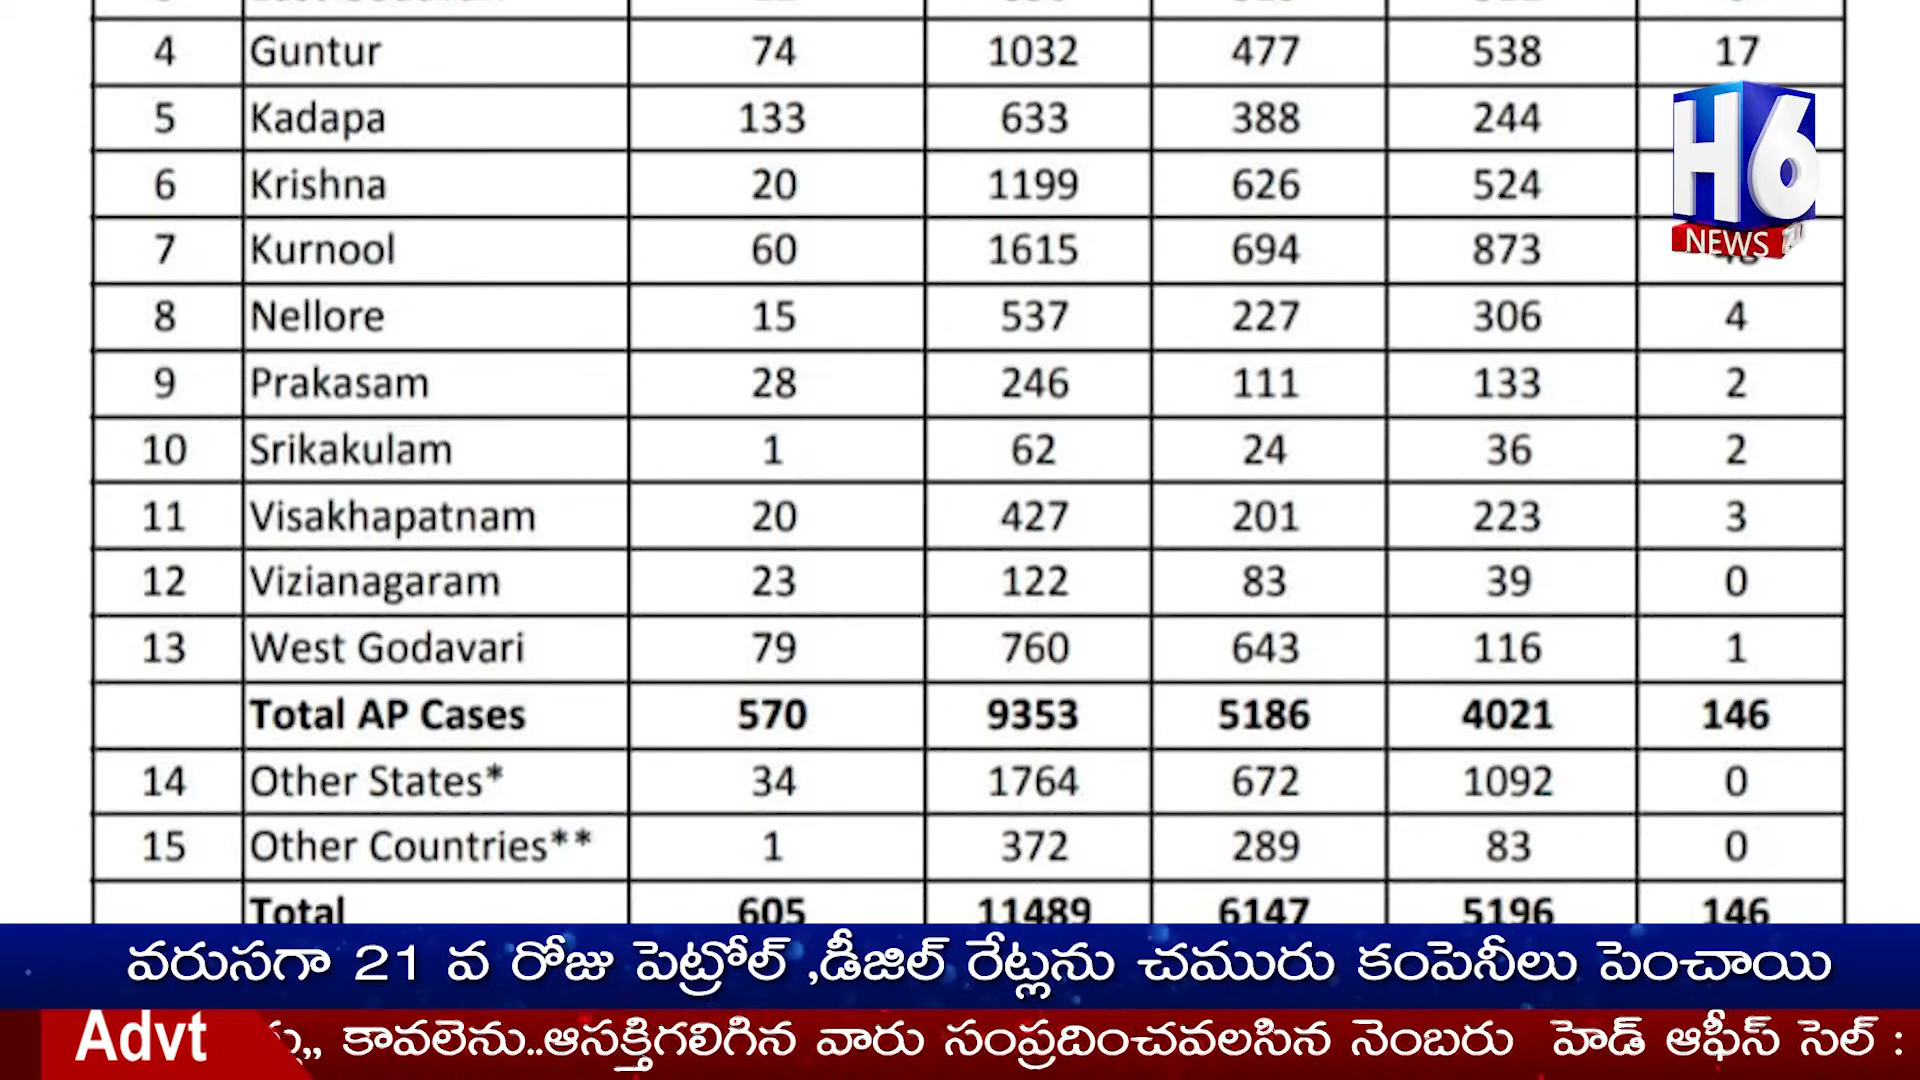 4 Guntur 74 1032 477 538 17
5 Kadapa 133 633 388 244
6 Krishna 20 1199 626 524
7 Kurnool 60 1615 694 873
8 Nellore 15 537 227 306 4
9 Prakasam 28 246 111 133 2
10 Srikakulam 1 62 24 36 2
11 Visakhapatnam 20 427 201 223 3
12 Vizianagaram 23 122 83 39 0
13 West Godavari 79 760 643 116 1
Total AP Cases 570 9353 5186 4021 146
14 Other States* 34 1764 672 1092 0
15 Other Countries** 1 372 289 83 0
Total 605 11489 6147 5196 146
H6
NEWS
వరుసగా 21 వ రోజు పెట్రోల్ ,డీజిల్ రేట్లను చమురు కంపెనీలు పెంచాయి
Advt ,, కావలెను..ఆసక్తిగలిగిన వారు సంప్రదించవలసిన నెంబరు హెడ్ ఆఫీస్ సెల్ :